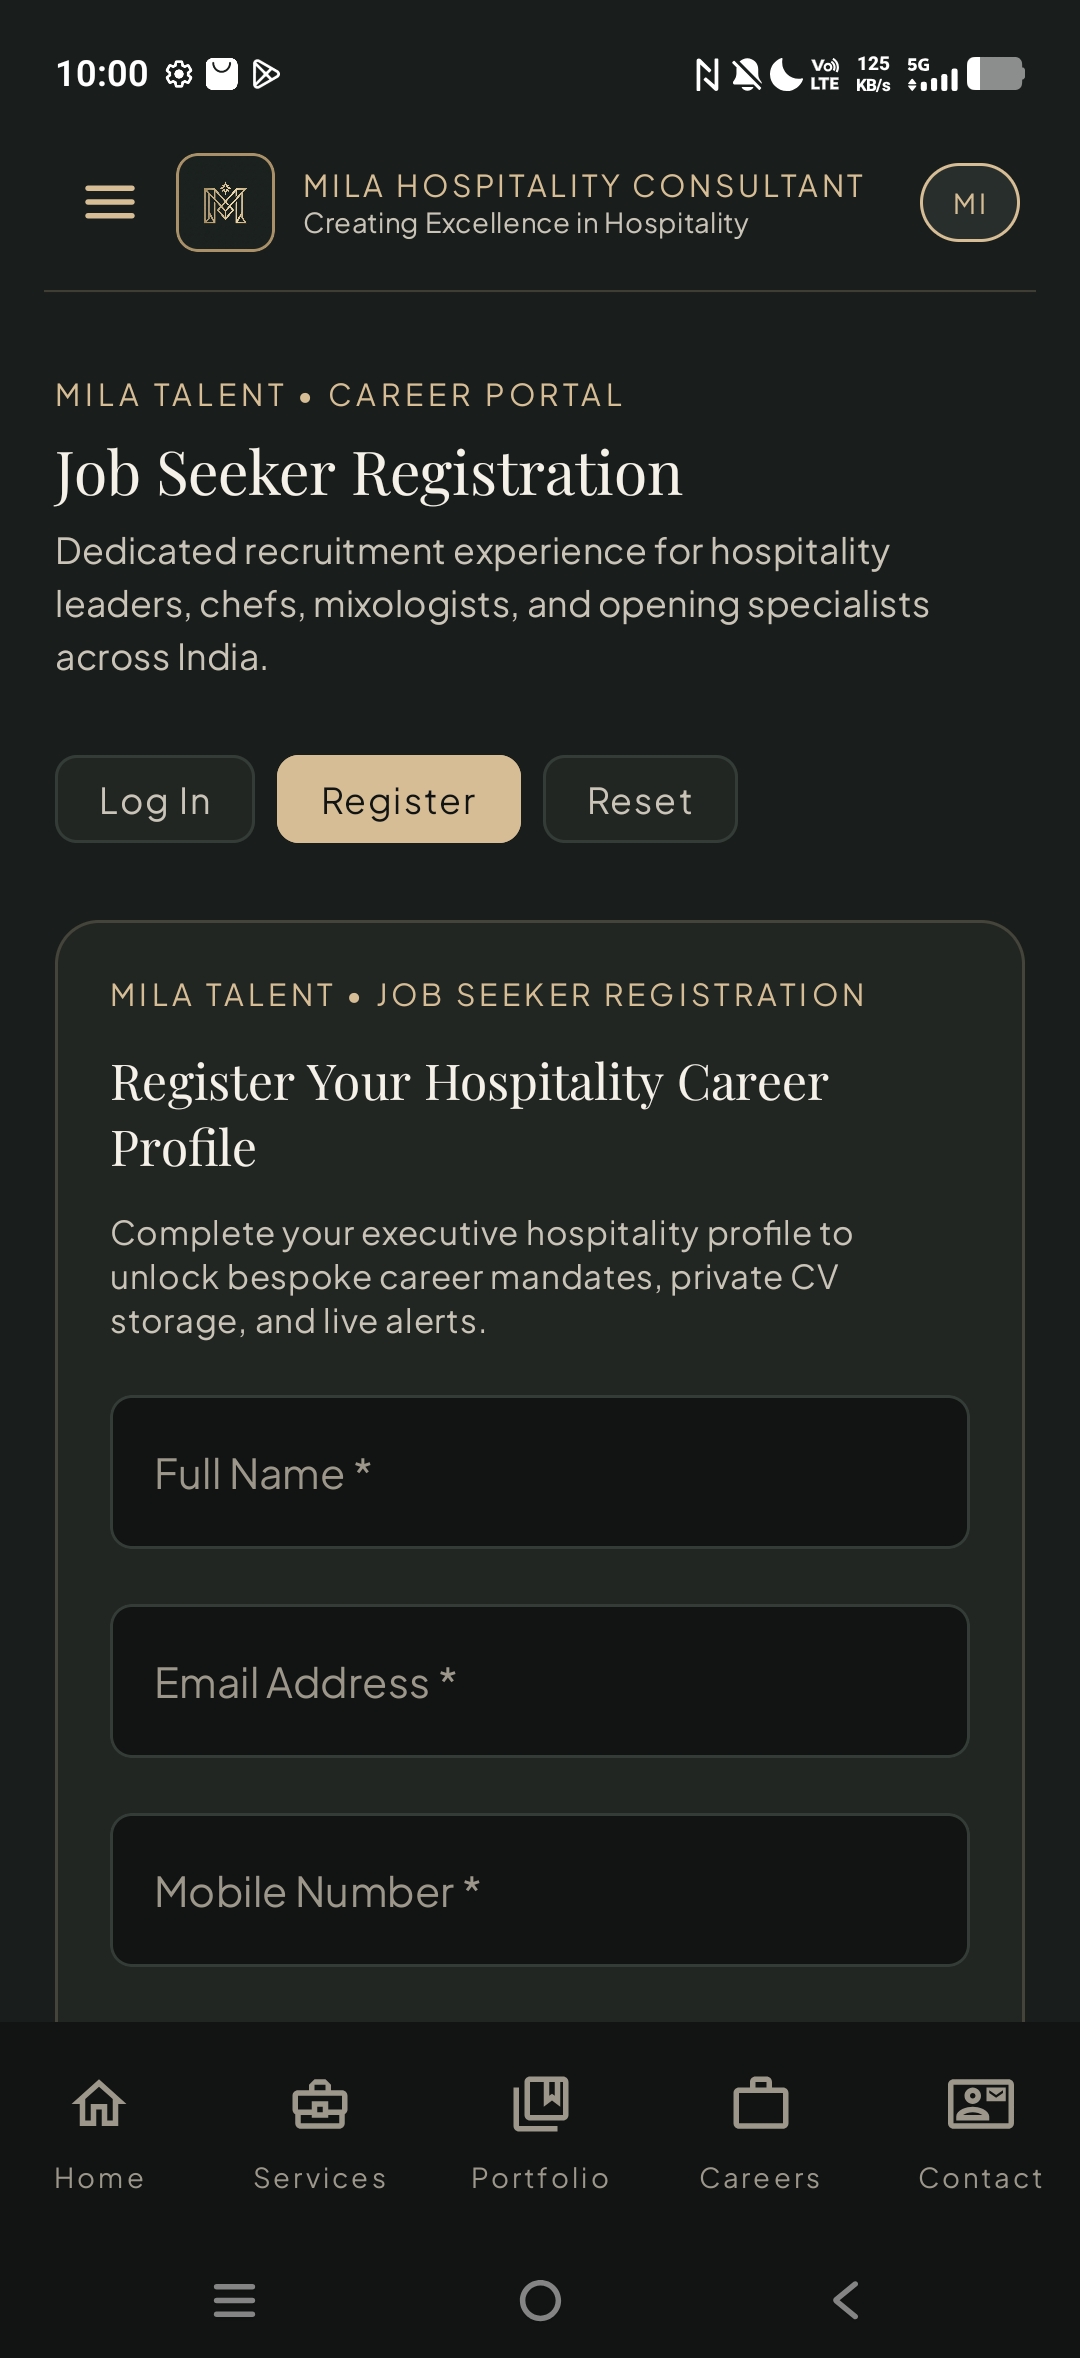 10:00
Vo)) LTE
125 KB/s
5G
MILA HOSPITALITY CONSULTANT
Creating Excellence in Hospitality
MI
MILA TALENT • CAREER PORTAL
Job Seeker Registration
Dedicated recruitment experience for hospitality
leaders, chefs, mixologists, and opening specialists
across India.
Log In
Register
Reset
MILA TALENT • JOB SEEKER REGISTRATION
Register Your Hospitality Career
Profile
Complete your executive hospitality profile to
unlock bespoke career mandates, private CV
storage, and live alerts.
Full Name *
Email Address *
Mobile Number *
Home
Services
Portfolio
Careers
Contact